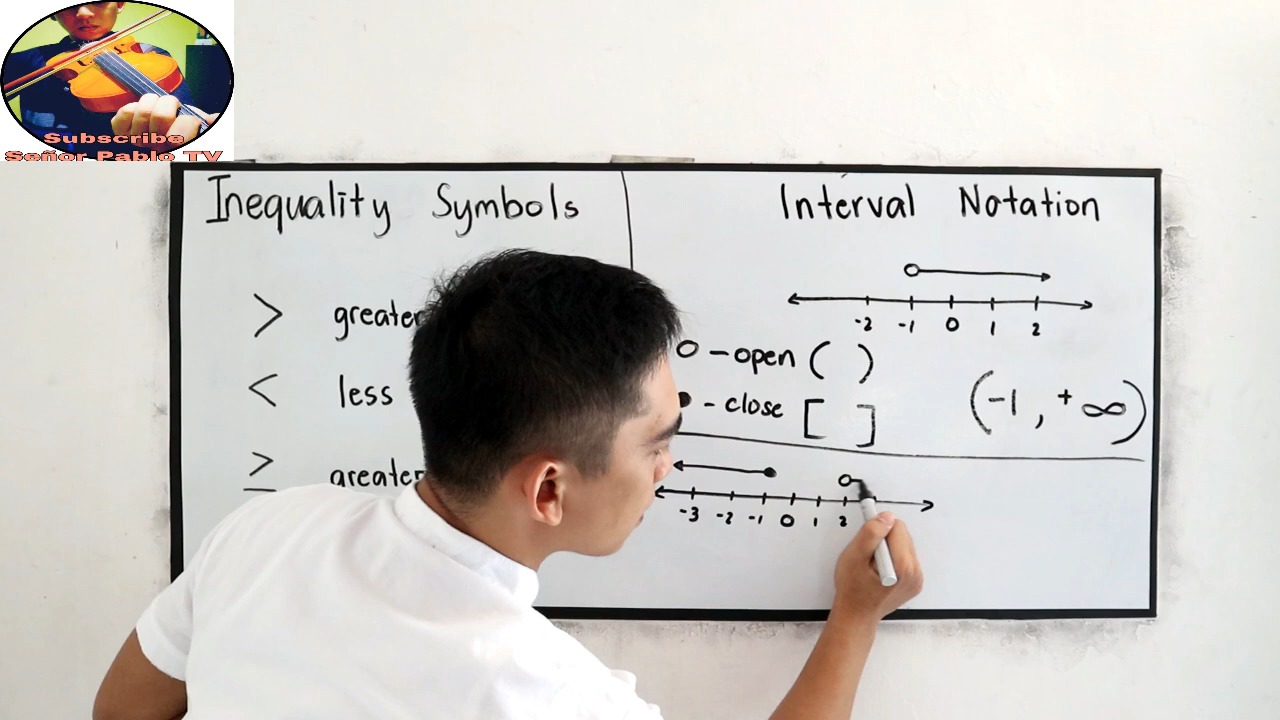 Subscribe
Señor Pablo TV
Inequality Symbols
> greater
< less
≥ greater
Interval Notation
-2 -1 0 1 2
o - open ( )
● - close [ ]
(-1, +∞)
-3 -2 -1 0 1 2